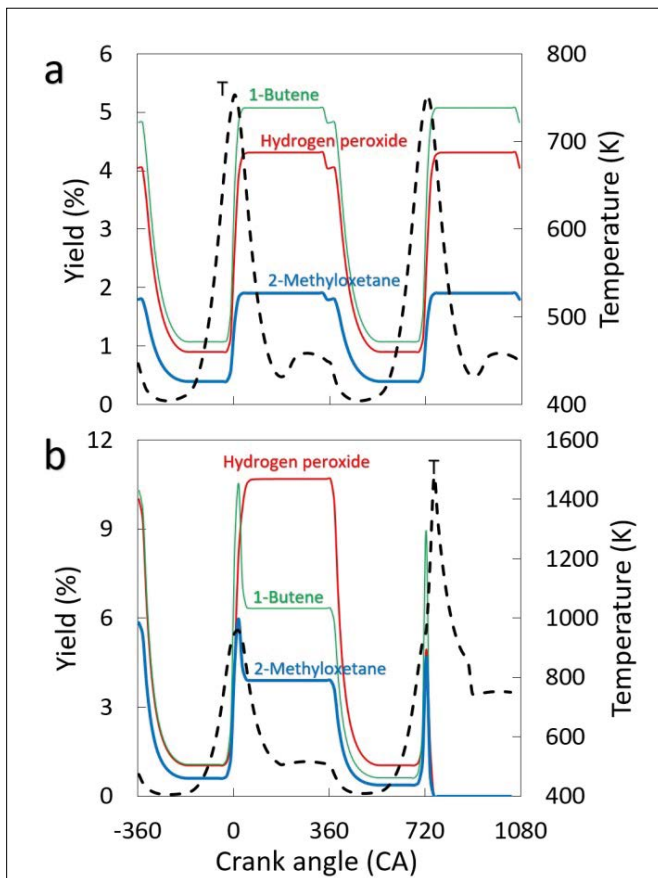 a
Yield (%)
6
5
4
3
2
1
0
T
1-Butene
Hydrogen peroxide
2-Methyloxetane
800
700
600
500
400
Temperature (K)
b
Yield (%)
12
9
6
3
0
Hydrogen peroxide
T
1-Butene
2-Methyloxetane
1600
1400
1200
1000
800
600
400
Temperature (K)
-360 0 360 720 1080
Crank angle (CA)